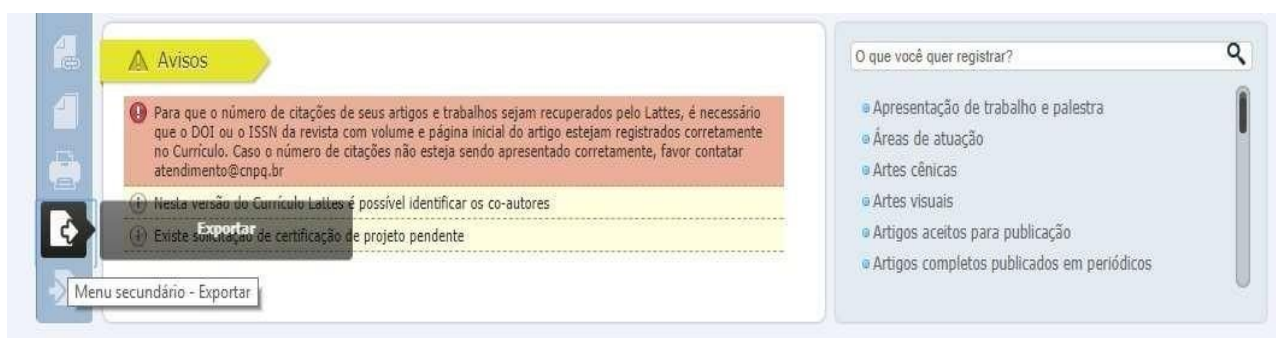 Avisos
Para que o número de citações de seus artigos e trabalhos sejam recuperados pelo Lattes, é necessário
que o DOI ou o ISSN da revista com volume e página inicial do artigo estejam registrados corretamente
no Currículo. Caso o número de citações não esteja sendo apresentado corretamente, favor contatar
atendimento@cnpq.br
Nesta versão do Currículo Lattes é possível identificar os co-autores
Existe solicitação de certificação de projeto pendente
Exportar
Menu secundário - Exportar
O que você quer registrar?
Apresentação de trabalho e palestra
Áreas de atuação
Artes cênicas
Artes visuais
Artigos aceitos para publicação
Artigos completos publicados em periódicos